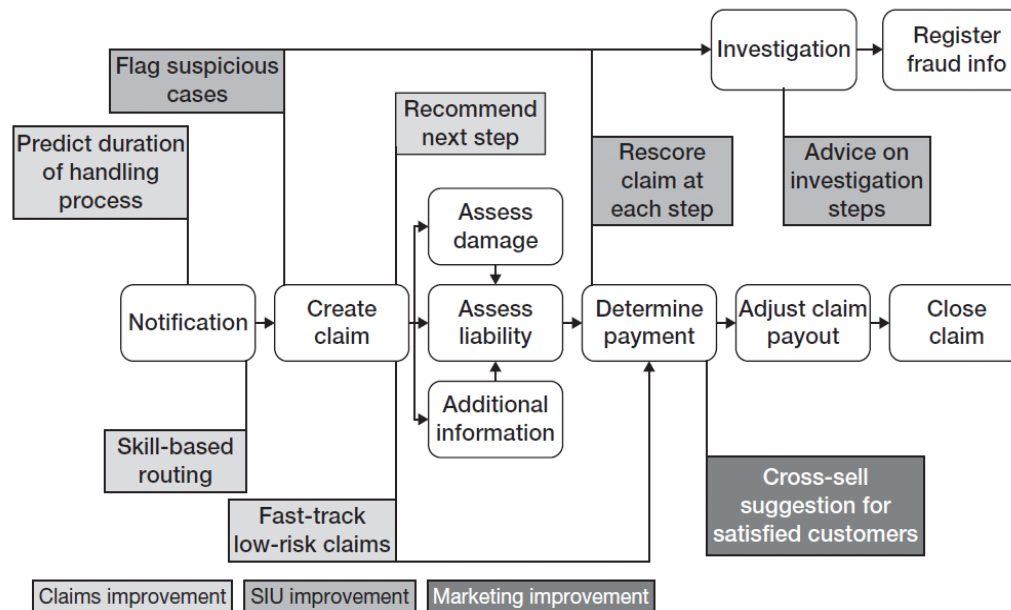 Flag suspicious
cases
Investigation
Register
fraud info
Predict duration
of handling
process
Recommend
next step
Rescore
claim at
each step
Advice on
investigation
steps
Assess
damage
Notification
Create
claim
Assess
liability
Determine
payment
Adjust claim
payout
Close
claim
Additional
information
Skill-based
routing
Fast-track
low-risk claims
Cross-sell
suggestion for
satisfied customers
Claims improvement
SIU improvement
Marketing improvement